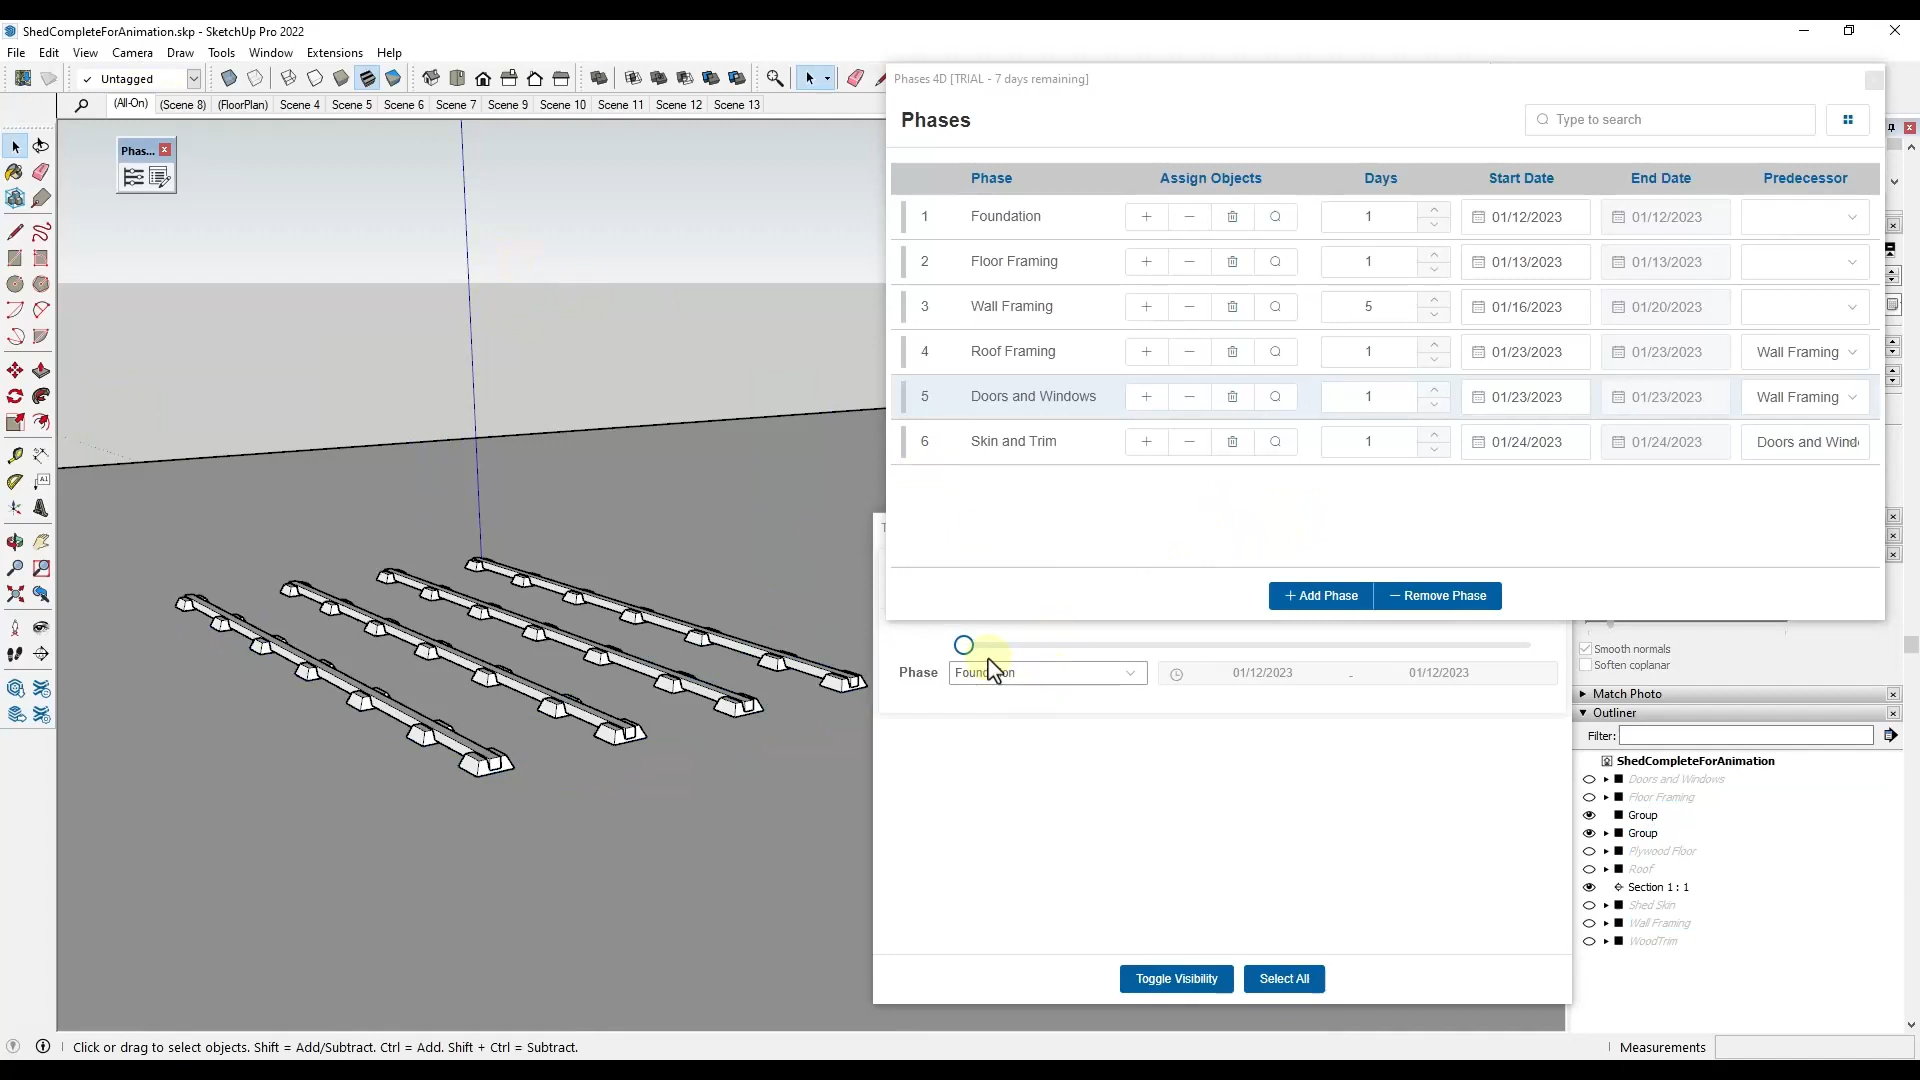 ShedCompleteForAnimation.skp - SketchUp Pro 2022
File Edit View Camera Draw Tools Window Extensions Help
Untagged
(All-On) (Scene 8) (FloorPlan) Scene 4 Scene 5 Scene 6 Scene 7 Scene 9 Scene 10 Scene 11 Scene 12 Scene 13
Phas...
Phases 4D [TRIAL - 7 days remaining]
Phases
Type to search
Phase Assign Objects Days Start Date End Date Predecessor
1 Foundation 1 01/12/2023 01/12/2023
2 Floor Framing 1 01/13/2023 01/13/2023
3 Wall Framing 5 01/16/2023 01/20/2023
4 Roof Framing 1 01/23/2023 01/23/2023 Wall Framing
5 Doors and Windows 1 01/23/2023 01/23/2023 Wall Framing
6 Skin and Trim 1 01/24/2023 01/24/2023 Doors and Wind
+ Add Phase — Remove Phase
Phase Foundation 01/12/2023 - 01/12/2023
Toggle Visibility Select All
Smooth normals
Soften coplanar
Match Photo
Outliner
Filter:
ShedCompleteForAnimation
Doors and Windows
Floor Framing
Group
Group
Plywood Floor
Roof
Section 1 : 1
Shed Skin
Wall Framing
WoodTrim
Click or drag to select objects. Shift = Add/Subtract. Ctrl = Add. Shift + Ctrl = Subtract.
Measurements